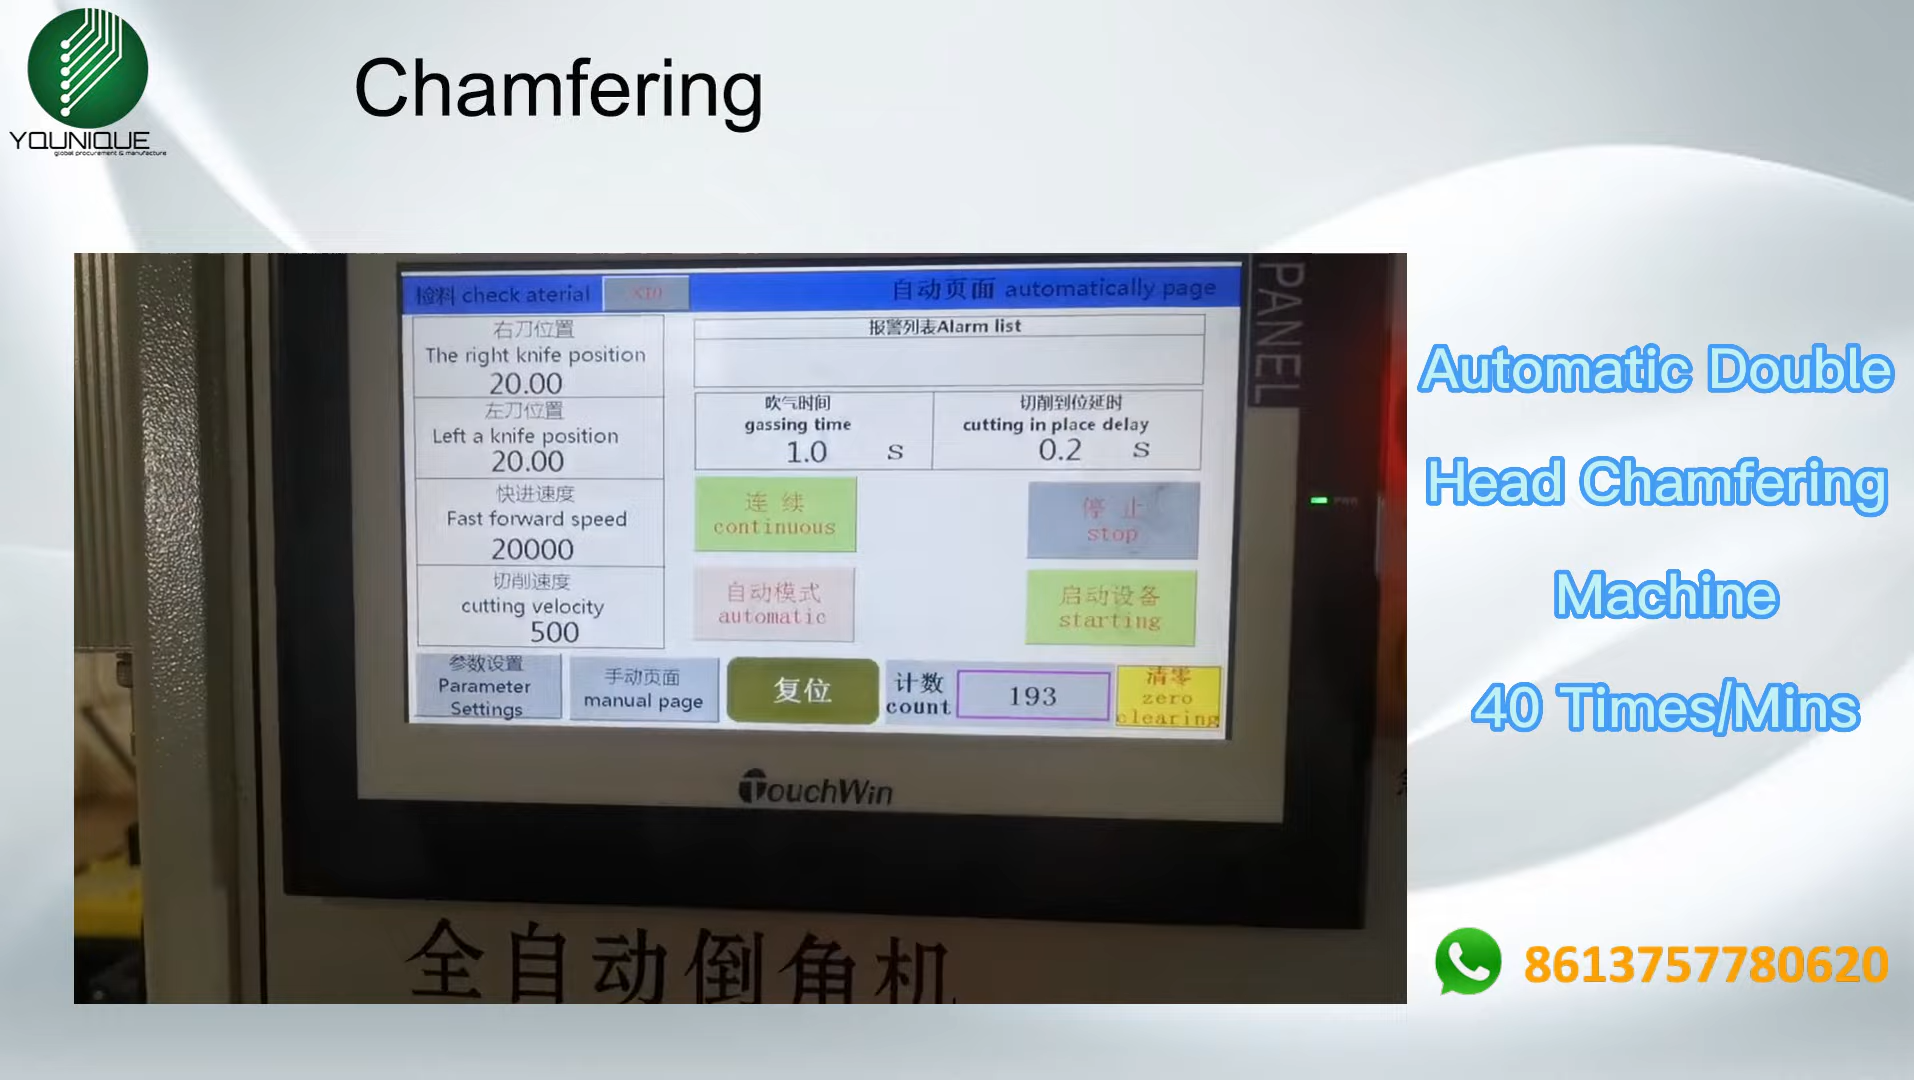 YOUNIQUE
global procurement & manufacture
Chamfering
检料 check aterial
自动页面 automatically page
右刀位置
The right knife position
20.00
左刀位置
Left a knife position
20.00
快进速度
Fast forward speed
20000
切削速度
cutting velocity
500
报警列表Alarm list
吹气时间
gassing time
1.0 S
切削到位延时
cutting in place delay
0.2 S
连 续
continuous
停 止
stop
自动模式
automatic
启动设备
starting
参数设置
Parameter
Settings
手动页面
manual page
复位
计数
count
193
清零
zero
clearing
TouchWin
PANEL
全自动倒角机
Automatic Double
Head Chamfering
Machine
40 Times/Mins
8613757780620